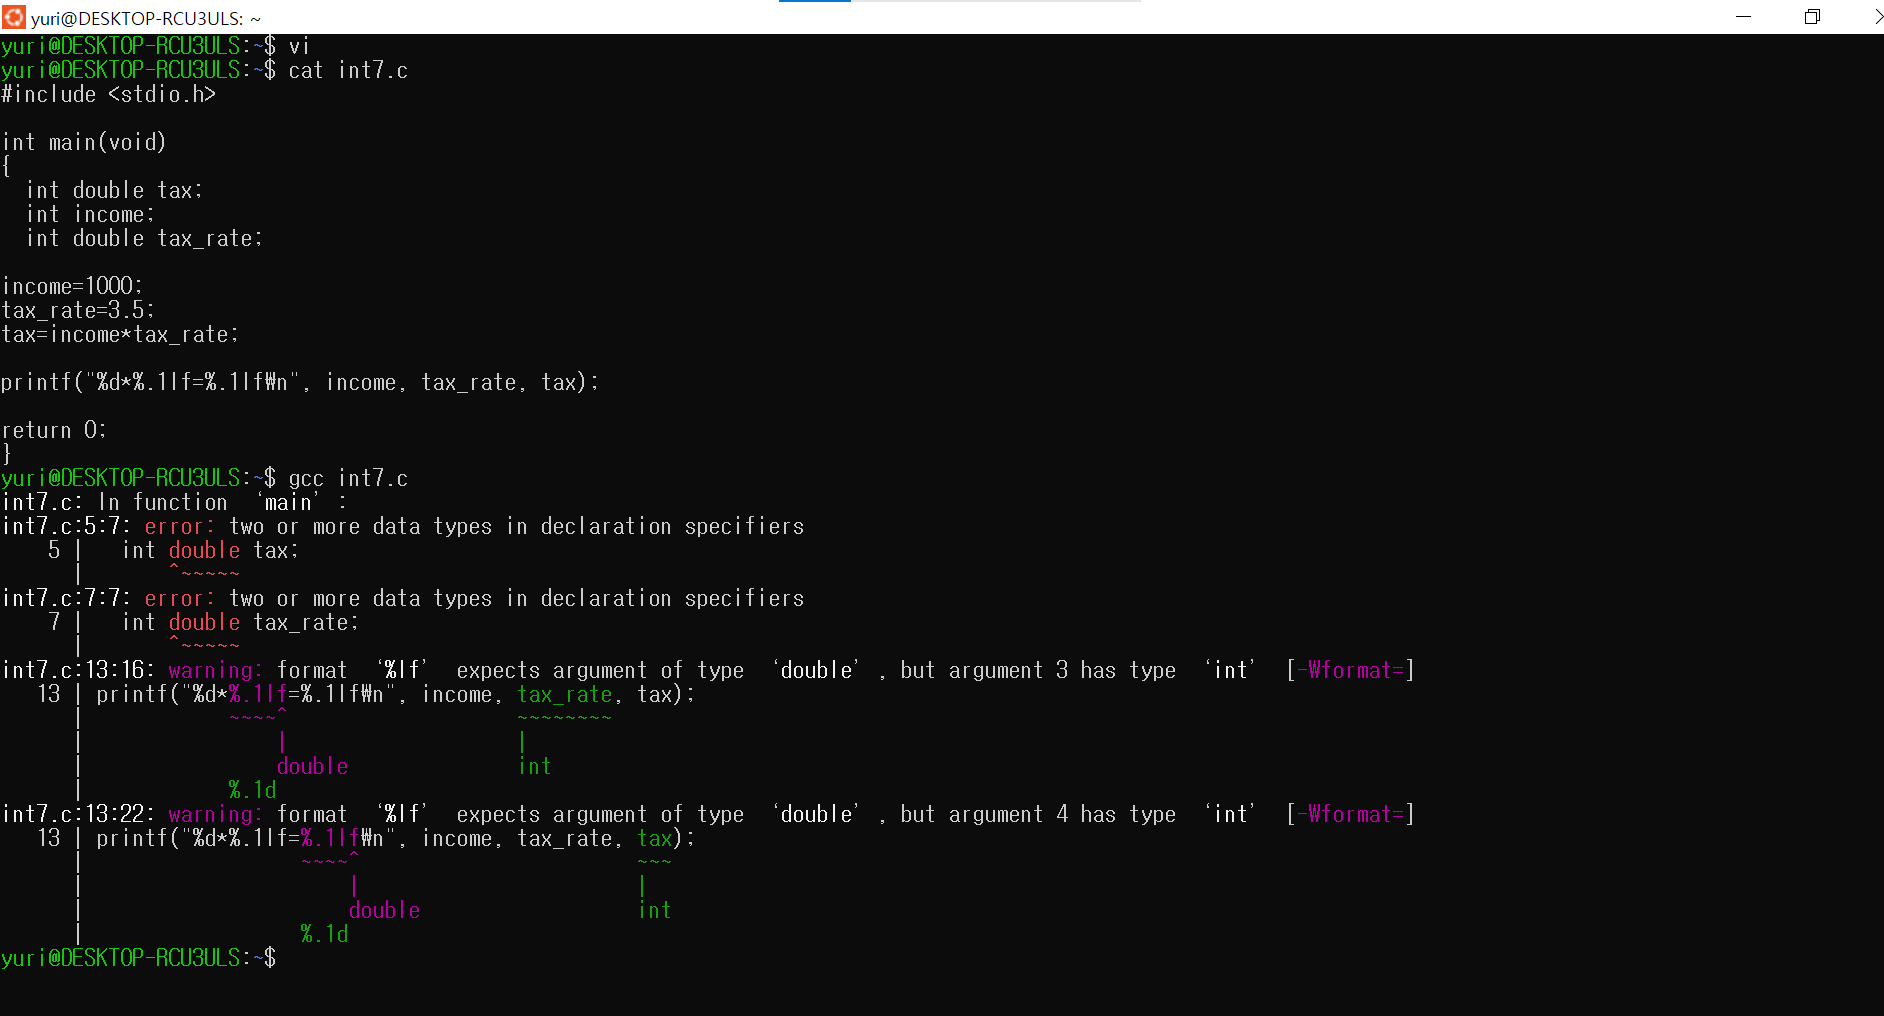 yuri@DESKTOP-RCU3ULS: ~
yuri@DESKTOP-RCU3ULS:~$ vi
yuri@DESKTOP-RCU3ULS:~$ cat int7.c
#include <stdio.h>
int main(void)
{
  int double tax;
  int income;
  int double tax_rate;
income=1000;
tax_rate=3.5;
tax=income*tax_rate;
printf("%d*%.1lf=%.1lf₩n", income, tax_rate, tax);
return 0;
}
yuri@DESKTOP-RCU3ULS:~$ gcc int7.c
int7.c: In function ‘main’:
int7.c:5:7: error: two or more data types in declaration specifiers
    5 |   int double tax;
      |       ^~~~~~
int7.c:7:7: error: two or more data types in declaration specifiers
    7 |   int double tax_rate;
      |       ^~~~~~
int7.c:13:16: warning: format ‘%lf’ expects argument of type ‘double’, but argument 3 has type ‘int’ [-₩format=]
   13 | printf("%d*%.1lf=%.1lf₩n", income, tax_rate, tax);
      |            ~~~~^                   ~~~~~~~~
      |                |                   |
      |                double              int
      |            %.1d
int7.c:13:22: warning: format ‘%lf’ expects argument of type ‘double’, but argument 4 has type ‘int’ [-₩format=]
   13 | printf("%d*%.1lf=%.1lf₩n", income, tax_rate, tax);
      |                  ~~~~^                       ~~~
      |                      |                       |
      |                      double                  int
      |                  %.1d
yuri@DESKTOP-RCU3ULS:~$